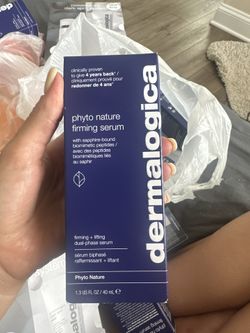 clinically proven
to give 4 years back* /
cliniquement prouvé pour
redonner de 4 ans*
phyto nature
firming serum
with sapphire-bound
biomimetic peptides /
avec des peptides
biomimétiques liés
au saphir
firming + lifting
dual-phase serum
sérum biphasé
raffermissant + liftant
Phyto Nature
1.3 US FL OZ / 40 mL ℮
dermalogica